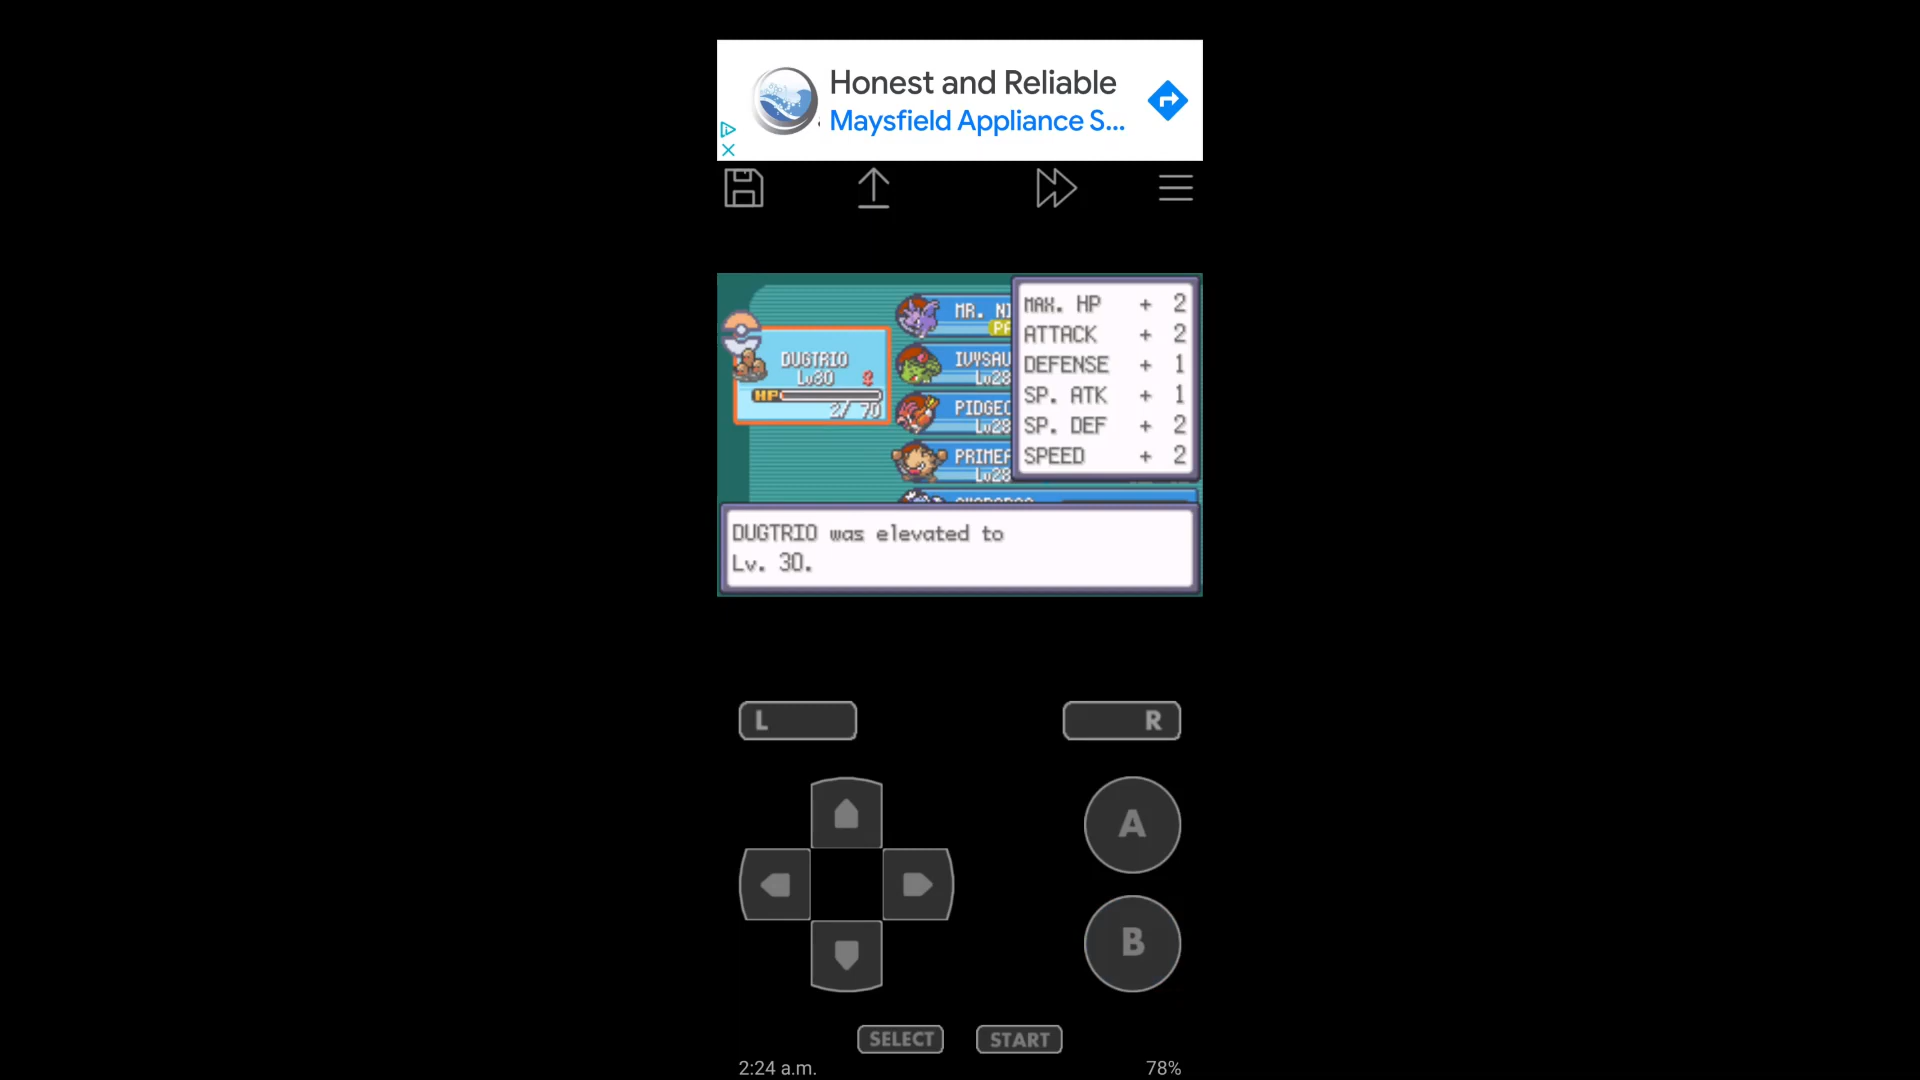 Honest and Reliable
Maysfield Appliance S...
MR. NI
DUGTRIO
Lv30
HP
2/ 70
IVYSAU
Lv28
PIDGEO
Lv28
PRIMEA
Lv28
MAX. HP + 2
ATTACK + 2
DEFENSE + 1
SP. ATK + 1
SP. DEF + 2
SPEED + 2
DUGTRIO was elevated to
Lv. 30.
L
R
A
B
SELECT
START
2:24 a.m.
78%